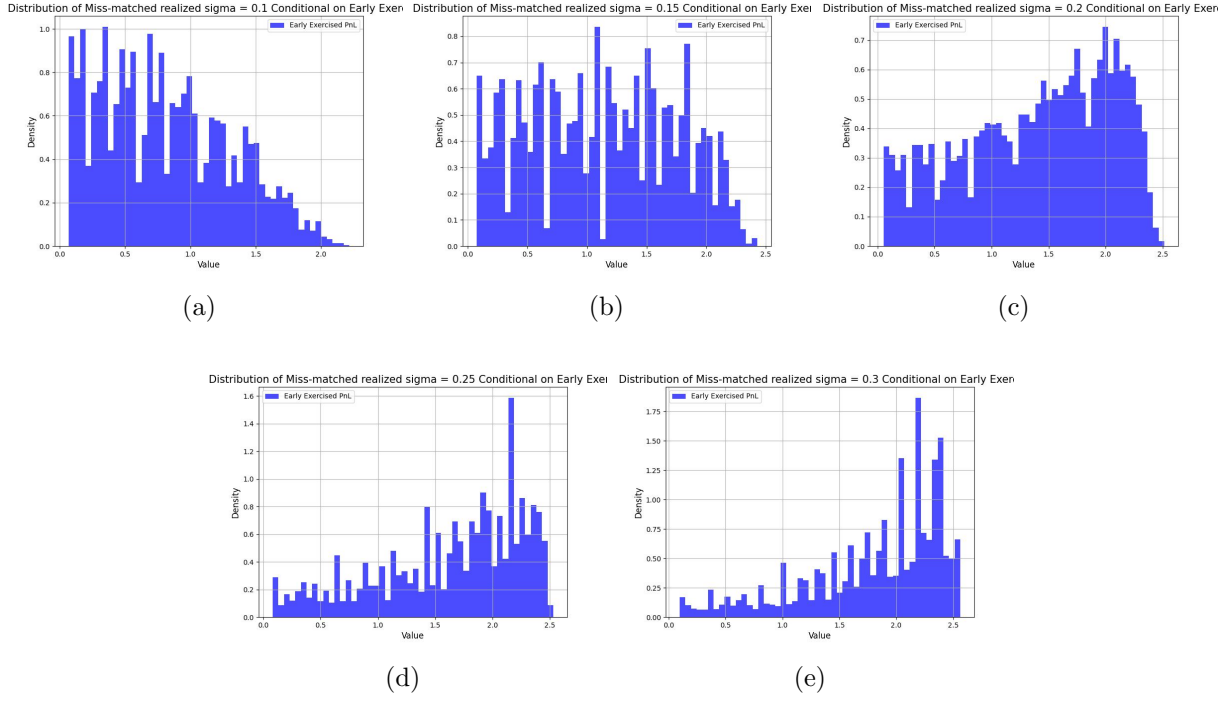 Distribution of Miss-matched realized sigma = 0.1 Conditional on Early Exer
Early Exercised PnL
1.0
0.8
0.6
0.4
0.2
0.0
Density
0.0 0.5 1.0 1.5 2.0
Value
(a)
Distribution of Miss-matched realized sigma = 0.15 Conditional on Early Exer
Early Exercised PnL
0.8
0.7
0.6
0.5
0.4
0.3
0.2
0.1
0.0
Density
0.0 0.5 1.0 1.5 2.0 2.5
Value
(b)
Distribution of Miss-matched realized sigma = 0.2 Conditional on Early Exer
Early Exercised PnL
0.7
0.6
0.5
0.4
0.3
0.2
0.1
0.0
Density
0.0 0.5 1.0 1.5 2.0 2.5
Value
(c)
Distribution of Miss-matched realized sigma = 0.25 Conditional on Early Exer
Early Exercised PnL
1.6
1.4
1.2
1.0
0.8
0.6
0.4
0.2
0.0
Density
0.0 0.5 1.0 1.5 2.0 2.5
Value
(d)
Distribution of Miss-matched realized sigma = 0.3 Conditional on Early Exer
Early Exercised PnL
1.75
1.50
1.25
1.00
0.75
0.50
0.25
0.00
Density
0.0 0.5 1.0 1.5 2.0 2.5
Value
(e)